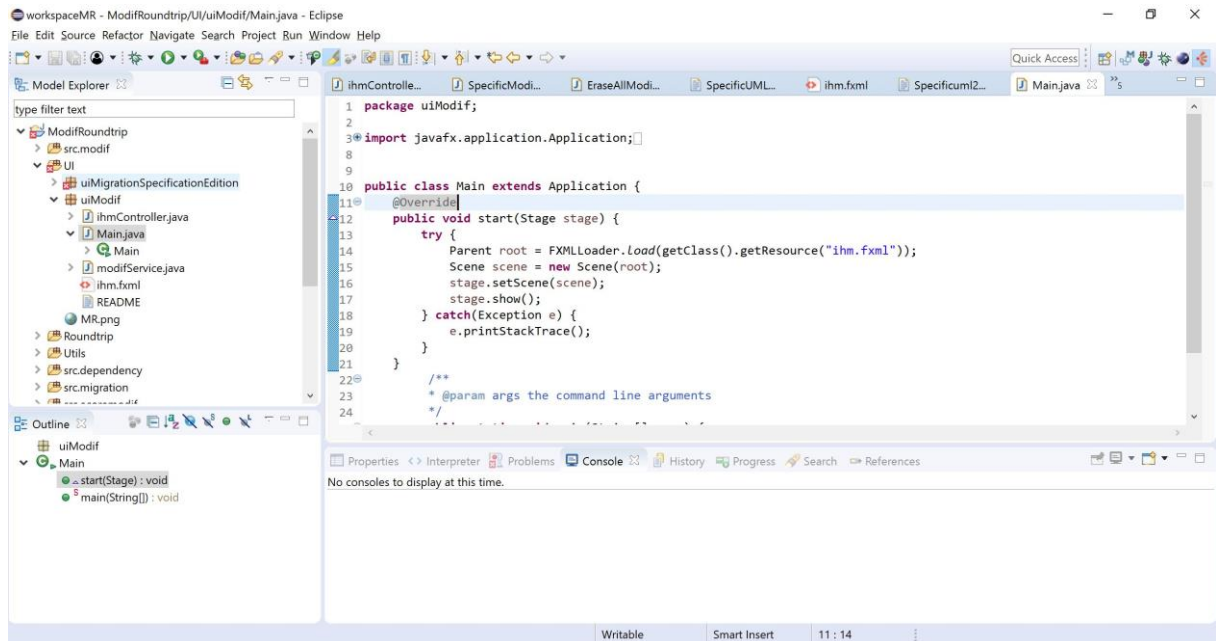 workspaceMR - ModifRoundtrip/UI/uiModif/Main.java - Eclipse
File Edit Source Refactor Navigate Search Project Run Window Help
Quick Access
Model Explorer
type filter text
ModifRoundtrip
src.modif
UI
uiMigrationSpecificationEdition
uiModif
ihmController.java
Main.java
Main
modifService.java
ihm.fxml
README
MR.png
Roundtrip
Utils
src.dependency
src.migration
Outline
uiModif
Main
start(Stage) : void
main(String[]) : void
ihmControlle... SpecificModi... EraseAllModi... SpecificUML... ihm.fxml Specificuml2... Main.java "5
1 package uiModif;
2
3 import javafx.application.Application;
8
9
10 public class Main extends Application {
11 @Override
12 public void start(Stage stage) {
13 try {
14 Parent root = FXMLLoader.load(getClass().getResource("ihm.fxml"));
15 Scene scene = new Scene(root);
16 stage.setScene(scene);
17 stage.show();
18 } catch(Exception e) {
19 e.printStackTrace();
20 }
21 }
22 /**
23 * @param args the command line arguments
24 */
Properties Interpreter Problems Console History Progress Search References
No consoles to display at this time.
Writable Smart Insert 11 : 14